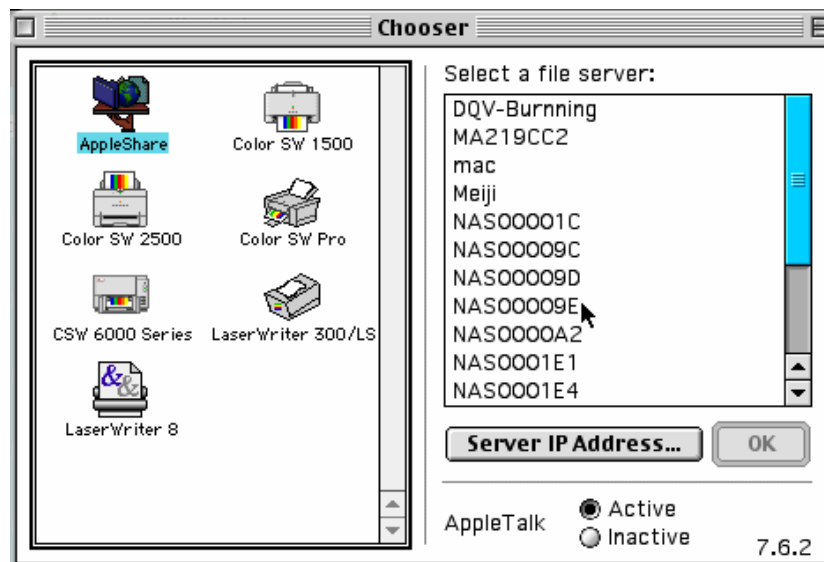 Chooser
AppleShare
Color SW 1500
Color SW 2500
Color SW Pro
CSW 6000 Series
LaserWriter 300/LS
LaserWriter 8
Select a file server:
DQV-Burnning
MA219CC2
mac
Meiji
NAS00001C
NAS00009C
NAS00009D
NAS00009E
NAS0000A2
NAS0001E1
NAS0001E4
Server IP Address...
OK
AppleTalk
Active
Inactive
7.6.2